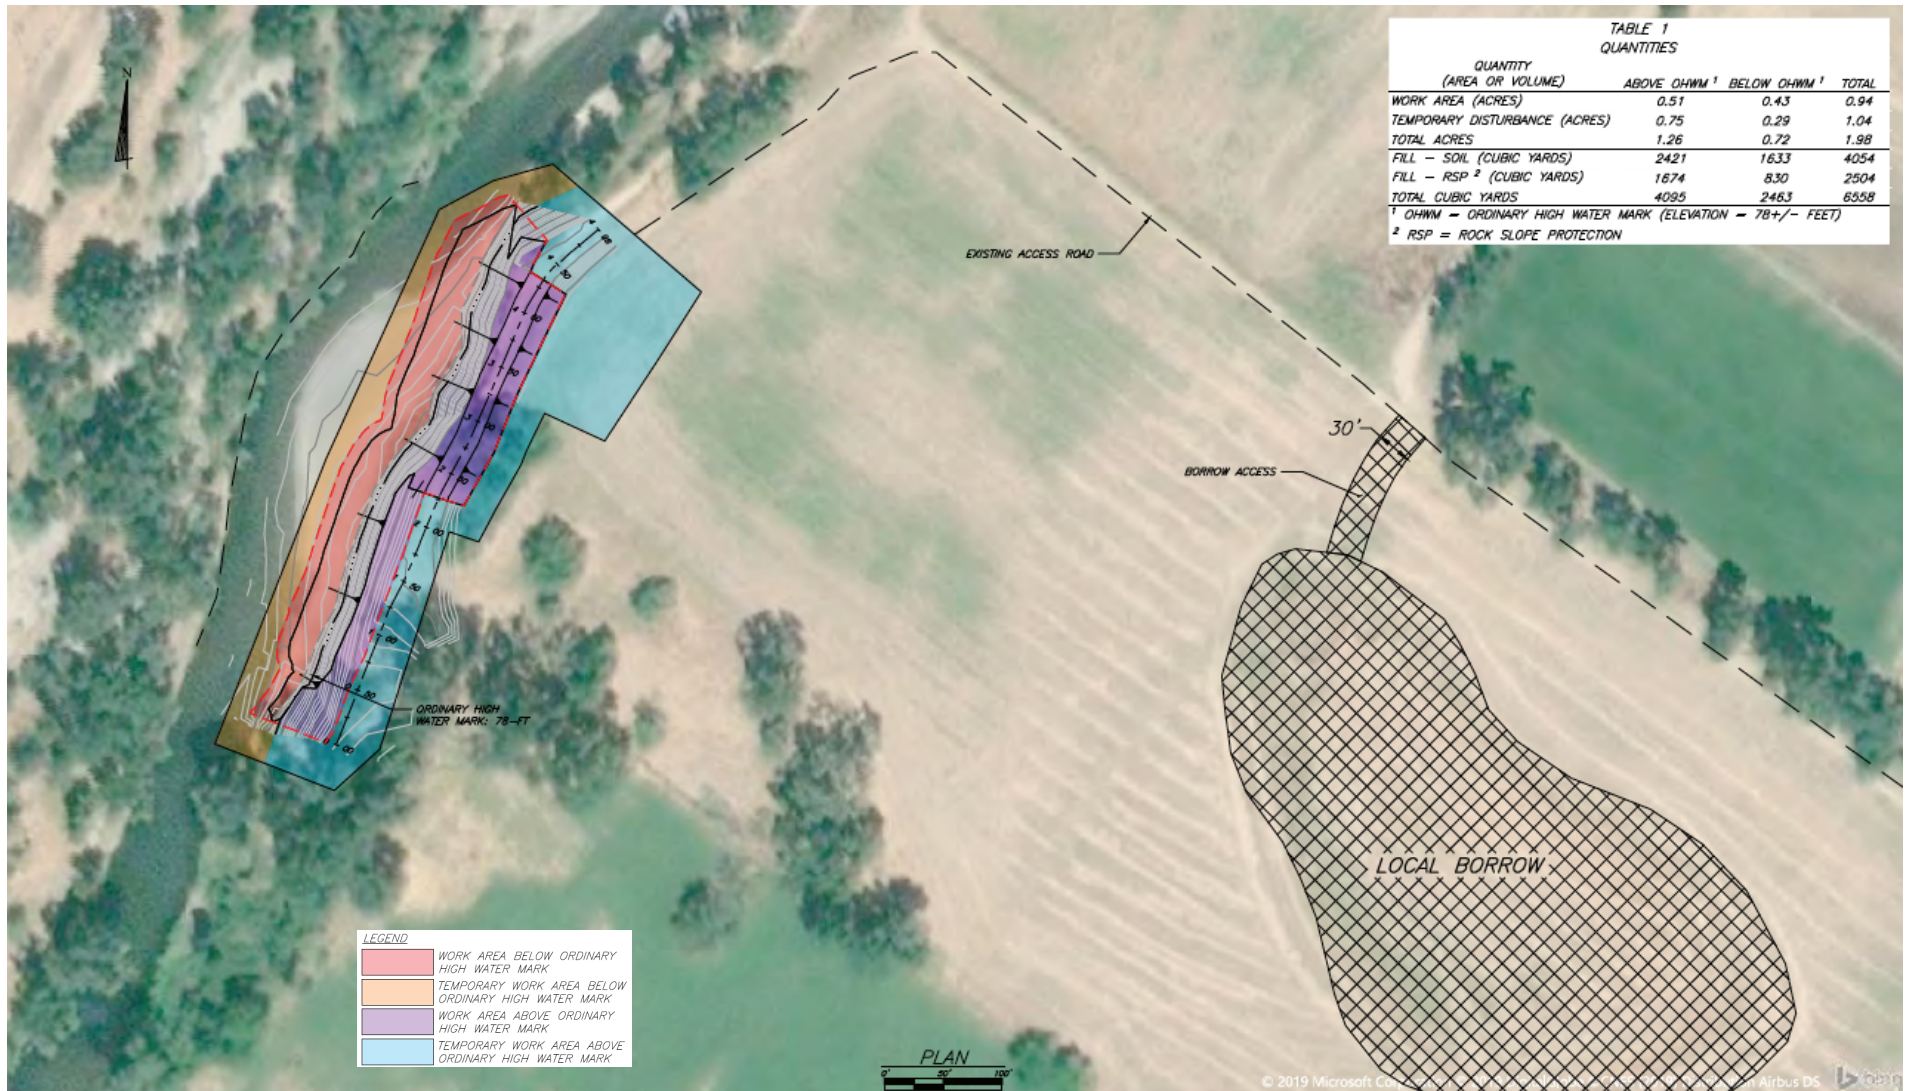 TABLE 1
QUANTITIES
QUANTITY
(AREA OR VOLUME) ABOVE OHWM ¹ BELOW OHWM ¹ TOTAL
WORK AREA (ACRES) 0.51 0.43 0.94
TEMPORARY DISTURBANCE (ACRES) 0.75 0.29 1.04
TOTAL ACRES 1.26 0.72 1.98
FILL – SOIL (CUBIC YARDS) 2421 1633 4054
FILL – RSP ² (CUBIC YARDS) 1674 830 2504
TOTAL CUBIC YARDS 4095 2463 6558
¹ OHWM = ORDINARY HIGH WATER MARK (ELEVATION = 78+/- FEET)
² RSP = ROCK SLOPE PROTECTION
N
EXISTING ACCESS ROAD
30'
BORROW ACCESS
ORDINARY HIGH
WATER MARK: 78-FT
LOCAL BORROW
LEGEND
WORK AREA BELOW ORDINARY
HIGH WATER MARK
TEMPORARY WORK AREA BELOW
ORDINARY HIGH WATER MARK
WORK AREA ABOVE ORDINARY
HIGH WATER MARK
TEMPORARY WORK AREA ABOVE
ORDINARY HIGH WATER MARK
PLAN
0' 50' 100'
© 2019 Microsoft Airbus DS